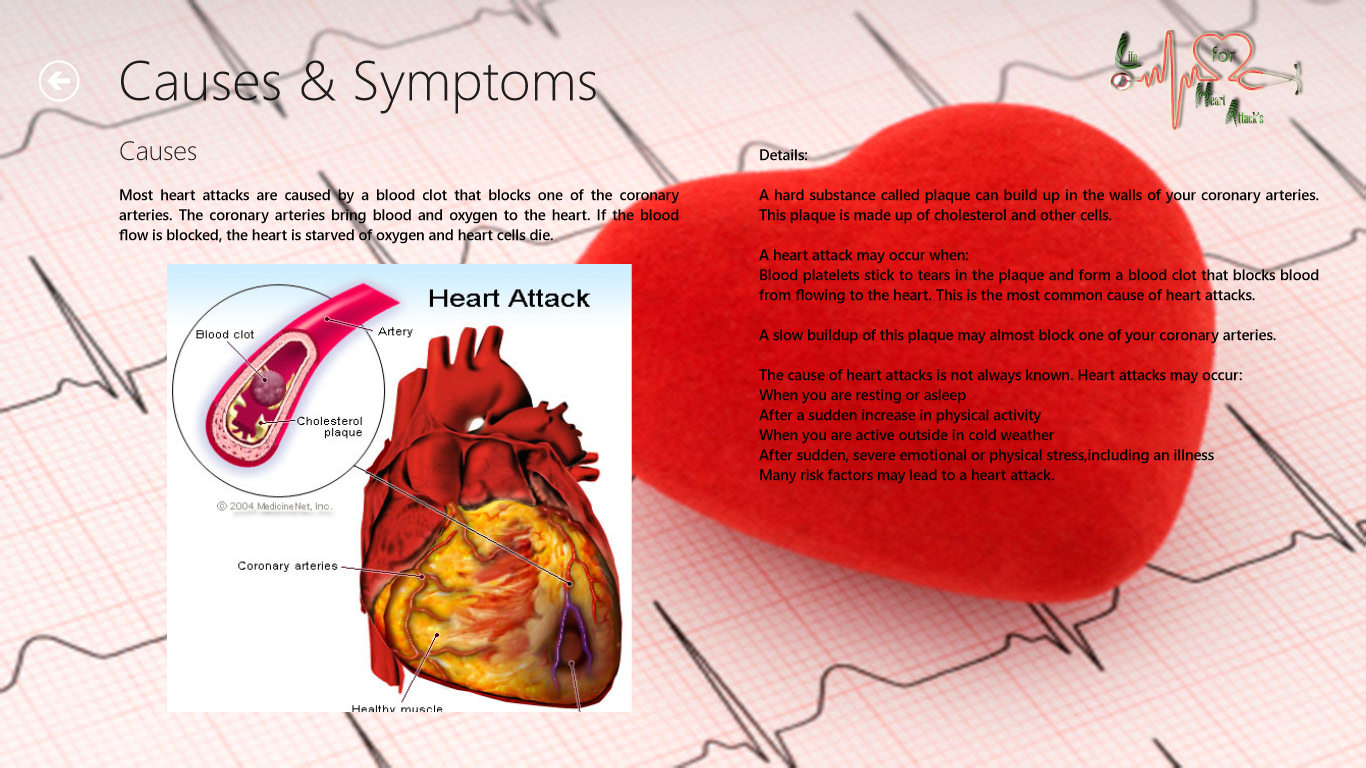 Causes & Symptoms
Life for Heart Attack's
Causes
Most heart attacks are caused by a blood clot that blocks one of the coronary
arteries. The coronary arteries bring blood and oxygen to the heart. If the blood
flow is blocked, the heart is starved of oxygen and heart cells die.
Heart Attack
Blood clot
Artery
Cholesterol
plaque
© 2004 MedicineNet, Inc.
Coronary arteries
Healthy muscle
Details:
A hard substance called plaque can build up in the walls of your coronary arteries.
This plaque is made up of cholesterol and other cells.
A heart attack may occur when:
Blood platelets stick to tears in the plaque and form a blood clot that blocks blood
from flowing to the heart. This is the most common cause of heart attacks.
A slow buildup of this plaque may almost block one of your coronary arteries.
The cause of heart attacks is not always known. Heart attacks may occur:
When you are resting or asleep
After a sudden increase in physical activity
When you are active outside in cold weather
After sudden, severe emotional or physical stress,including an illness
Many risk factors may lead to a heart attack.